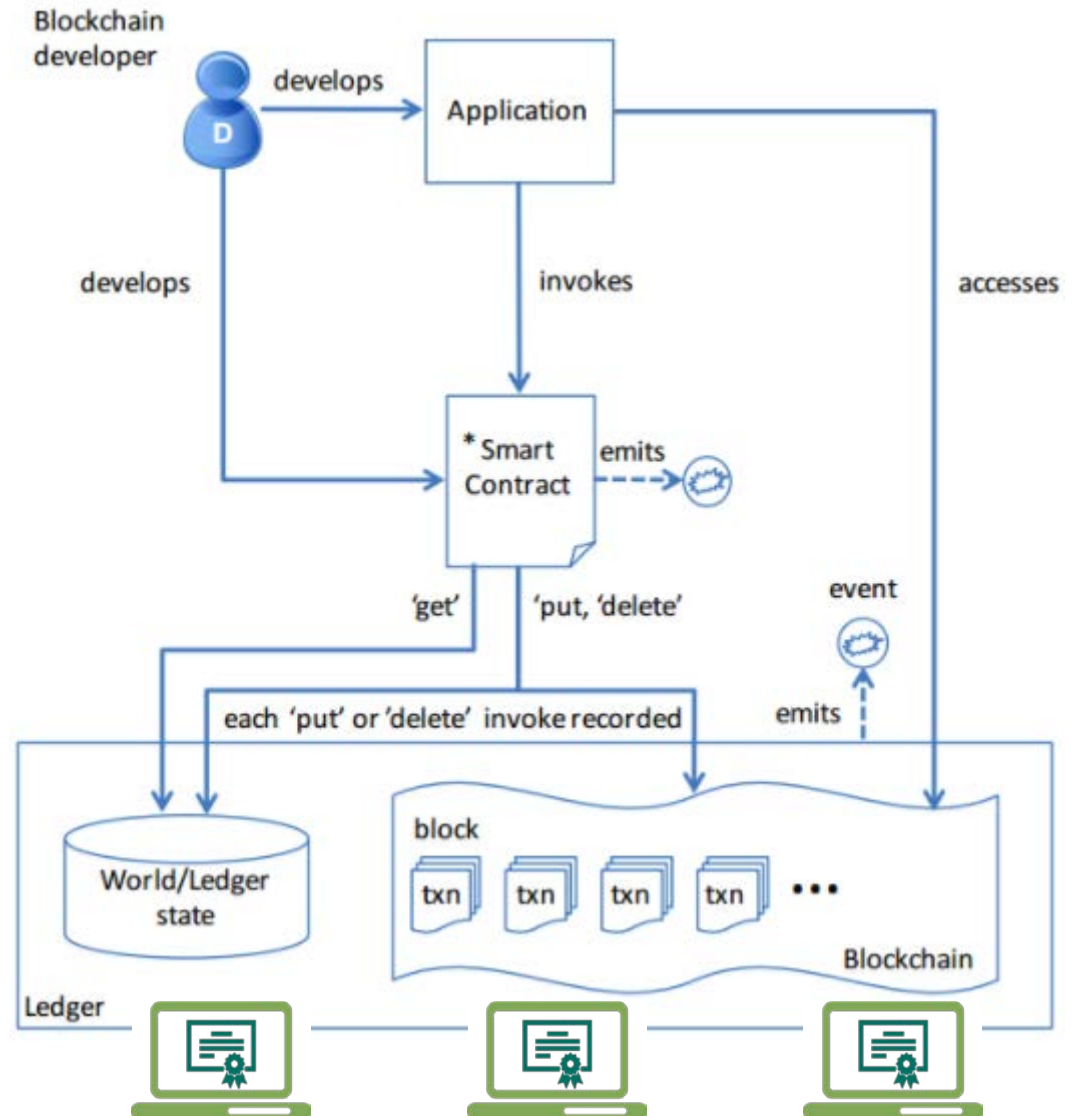 Blockchain
developer
develops
D
Application
develops
invokes
accesses
* Smart
Contract
emits
‘get’
‘put, ‘delete’
event
each ‘put’ or ’delete’ invoke recorded
emits
block
World/Ledger
state
txn
txn
txn
txn
•••
Blockchain
Ledger